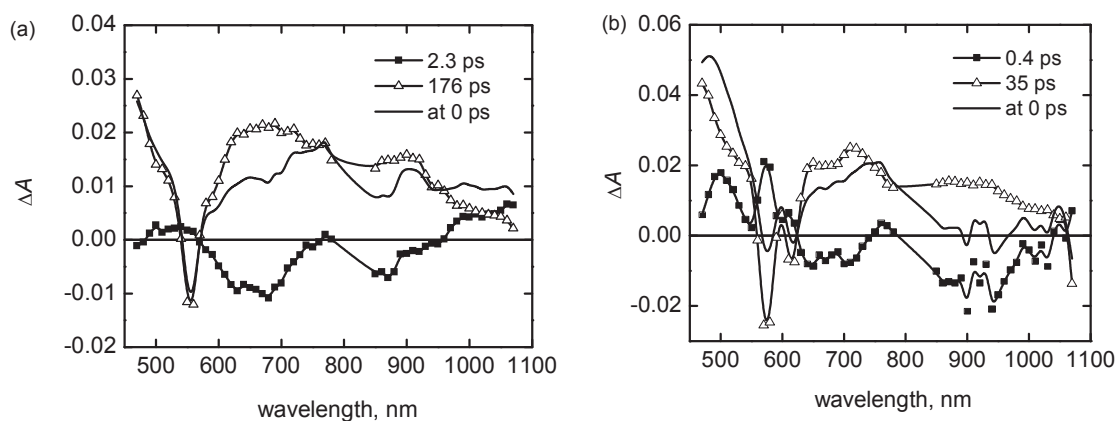 (a)
2.3 ps
176 ps
at 0 ps
0.04
0.03
0.02
0.01
0.00
-0.01
-0.02
ΔA
500 600 700 800 900 1000 1100
wavelength, nm
(b)
0.4 ps
35 ps
at 0 ps
0.06
0.04
0.02
0.00
-0.02
ΔA
500 600 700 800 900 1000 1100
wavelength, nm